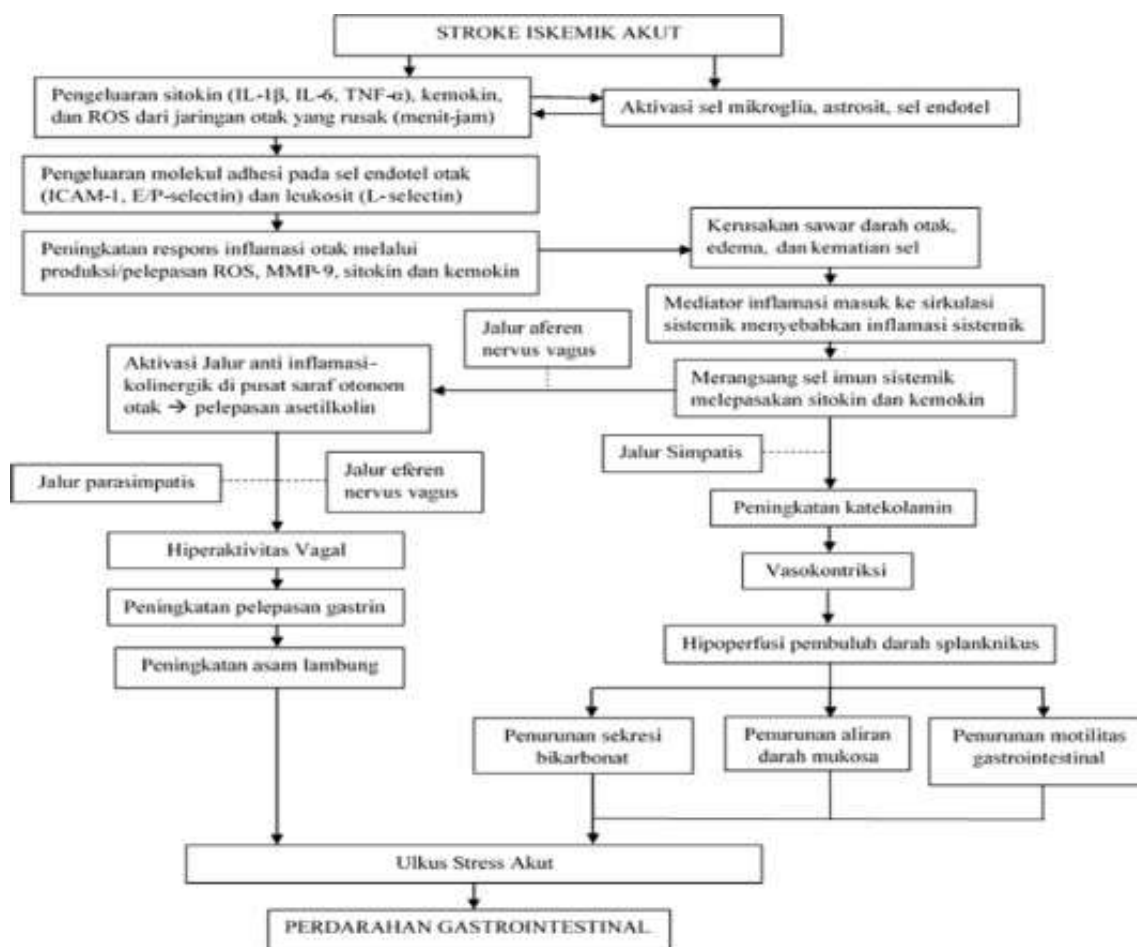 STROKE ISKEMIK AKUT
Pengeluaran sitokin (IL-1β, IL-6, TNF-α), kemokin,
dan ROS dari jaringan otak yang rusak (menit-jam)
Aktivasi sel mikroglia, astrosit, sel endotel
Pengeluaran molekul adhesi pada sel endotel otak
(ICAM-1, E/P-selectin) dan leukosit (L-selectin)
Peningkatan respons inflamasi otak melalui
produksi/pelepasan ROS, MMP-9, sitokin dan kemokin
Kerusakan sawar darah otak,
edema, dan kematian sel
Mediator inflamasi masuk ke sirkulasi
sistemik menyebabkan inflamasi sistemik
Jalur aferen
nervus vagus
Aktivasi Jalur anti inflamasi-
kolinergik di pusat saraf otonom
otak → pelepasan asetilkolin
Merangsang sel imun sistemik
melepasakan sitokin dan kemokin
Jalur Simpatis
Jalur parasimpatis
Jalur eferen
nervus vagus
Peningkatan katekolamin
Hiperaktivitas Vagal
Vasokontriksi
Peningkatan pelepasan gastrin
Hipoperfusi pembuluh darah splanknikus
Peningkatan asam lambung
Penurunan sekresi
bikarbonat
Penurunan aliran
darah mukosa
Penurunan motilitas
gastrointestinal
Ulkus Stress Akut
PERDARAHAN GASTROINTESTINAL